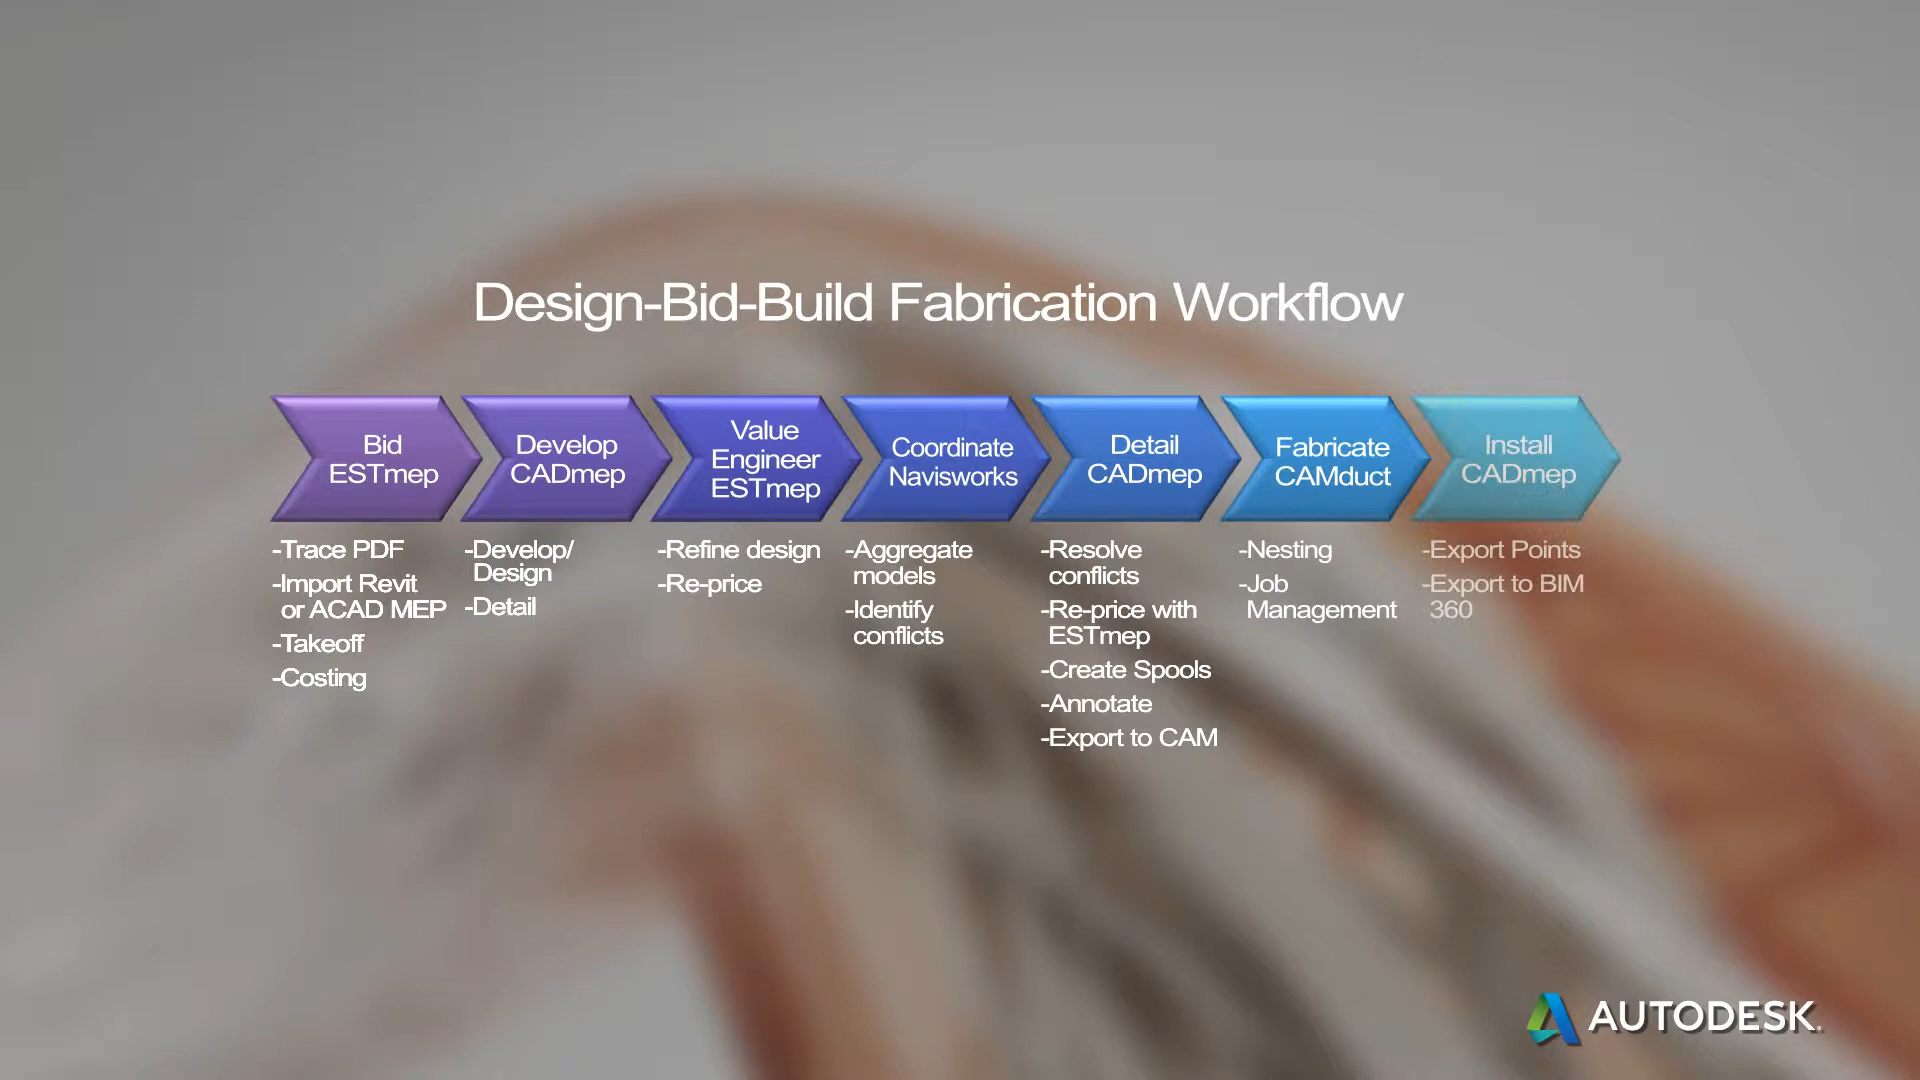 Design-Bid-Build Fabrication Workflow
Bid
ESTmep
-Trace PDF
-Import Revit
or ACAD MEP
-Takeoff
-Costing
Develop
CADmep
-Develop/
Design
-Detail
Value
Engineer
ESTmep
-Refine design
-Re-price
Coordinate
Navisworks
-Aggregate
models
-Identify
conflicts
Detail
CADmep
-Resolve
conflicts
-Re-price with
ESTmep
-Create Spools
-Annotate
-Export to CAM
Fabricate
CAMduct
-Nesting
-Job
Management
Install
CADmep
-Export Points
-Export to BIM
360
AUTODESK.